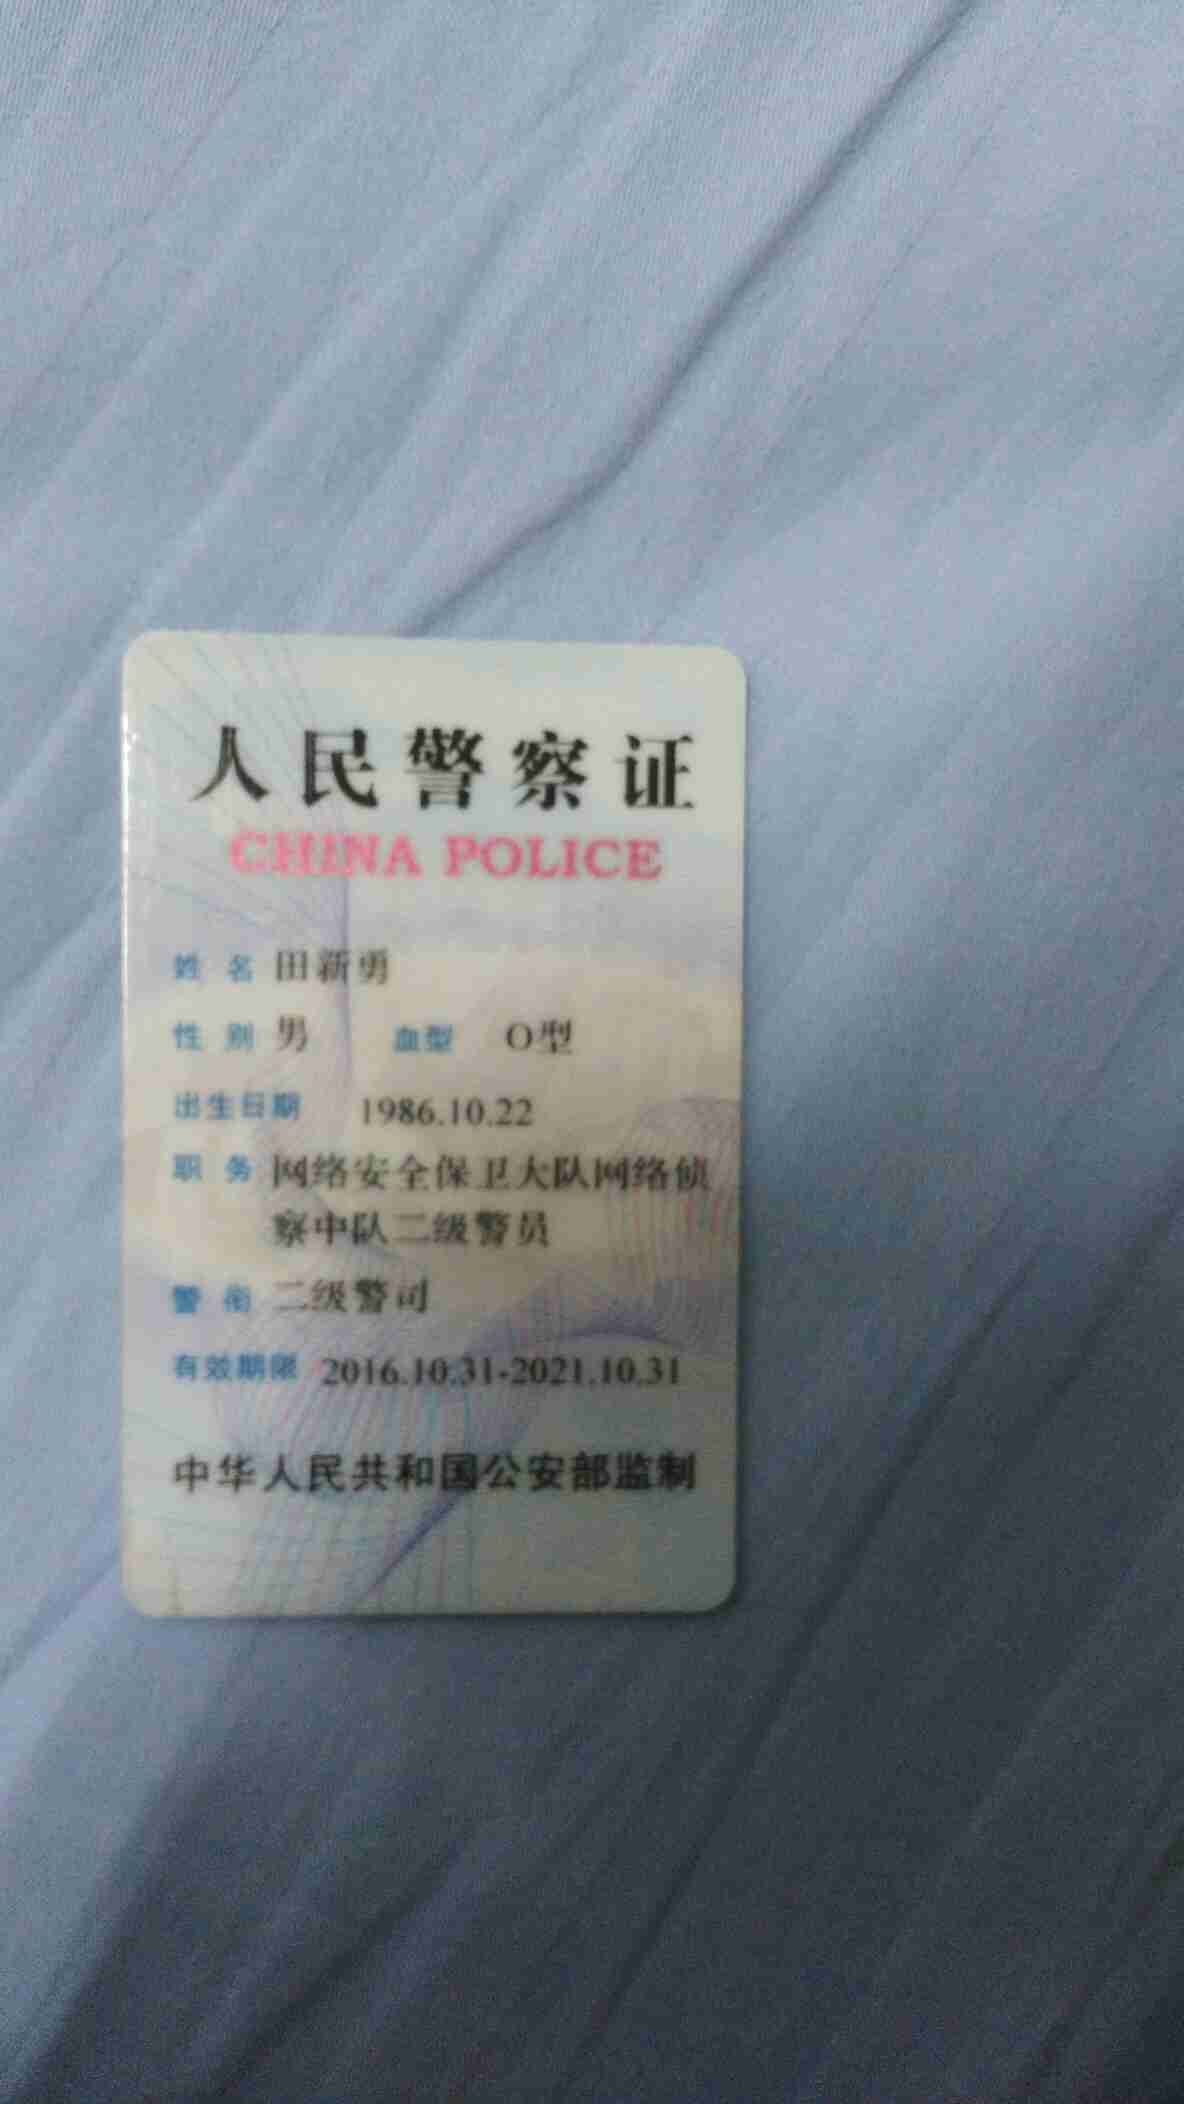 人民警察证
CHINA POLICE
姓 名 田新勇
性 别 男 血型 O型
出生日期 1986.10.22
职 务 网络安全保卫大队网络侦
察中队二级警员
警 衔 二级警司
有效期限 2016.10.31-2021.10.31
中华人民共和国公安部监制